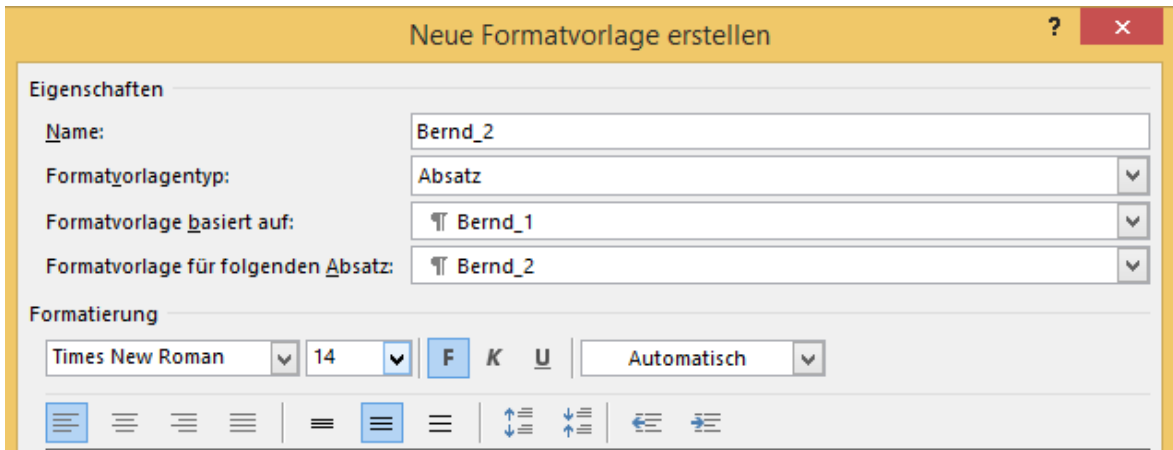 Neue Formatvorlage erstellen ? ×
Eigenschaften
Name: Bernd_2
Formatvorlagentyp: Absatz
Formatvorlage basiert auf: ¶ Bernd_1
Formatvorlage für folgenden Absatz: ¶ Bernd_2
Formatierung
Times New Roman 14 F K U Automatisch